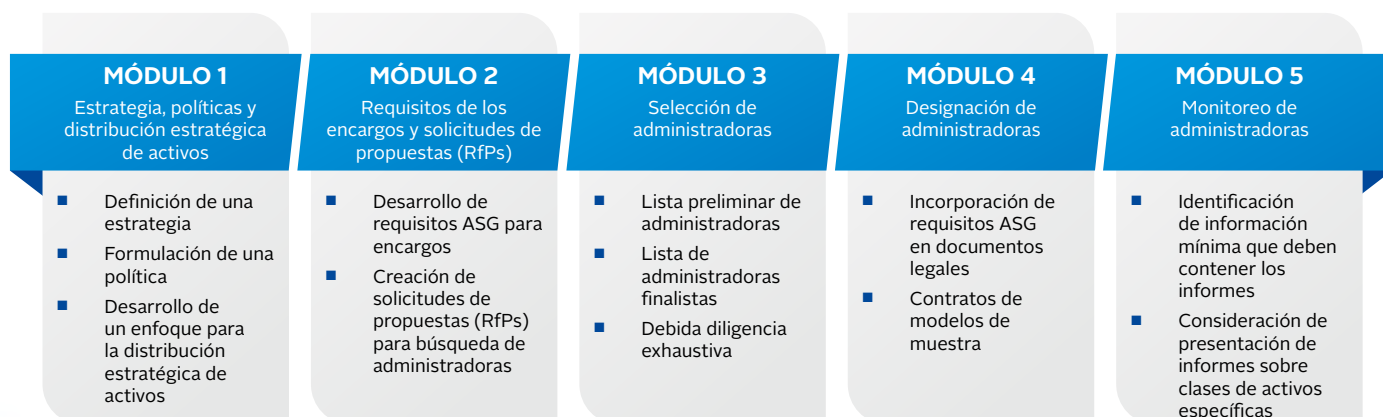 MÓDULO 1
Estrategia, políticas y
distribución estratégica
de activos
Definición de una
estrategia
Formulación de una
política
Desarrollo de
un enfoque para
la distribución
estratégica de
activos
MÓDULO 2
Requisitos de los
encargos y solicitudes de
propuestas (RfPs)
Desarrollo de
requisitos ASG para
encargos
Creación de
solicitudes de
propuestas (RfPs)
para búsqueda de
administradoras
MÓDULO 3
Selección de
administradoras
Lista preliminar de
administradoras
Lista de
administradoras
finalistas
Debida diligencia
exhaustiva
MÓDULO 4
Designación de
administradoras
Incorporación de
requisitos ASG
en documentos
legales
Contratos de
modelos de
muestra
MÓDULO 5
Monitoreo de
administradoras
Identificación
de información
mínima que deben
contener los
informes
Consideración de
presentación de
informes sobre
clases de activos
específicas